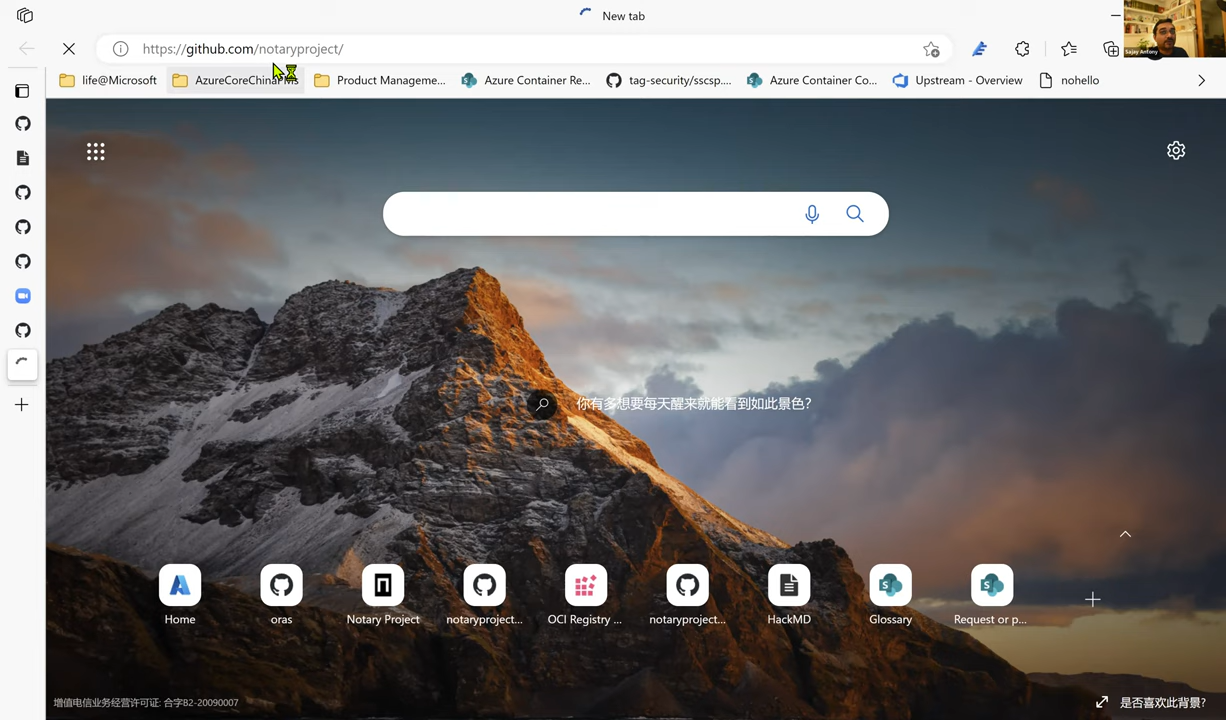 New tab
https://github.com/notaryproject/
Sajay Antony
life@Microsoft
Product Manageme...
Azure Container Re...
tag-security/sscsp....
Azure Container Co...
Upstream - Overview
nohello
你有多想要每天醒来就能看到如此景色?
Home
oras
Notary Project
notaryproject...
OCI Registry ...
notaryproject...
HackMD
Glossary
Request or p...
增值电信业务经营许可证: 合字B2-20090007
是否喜欢此背景?